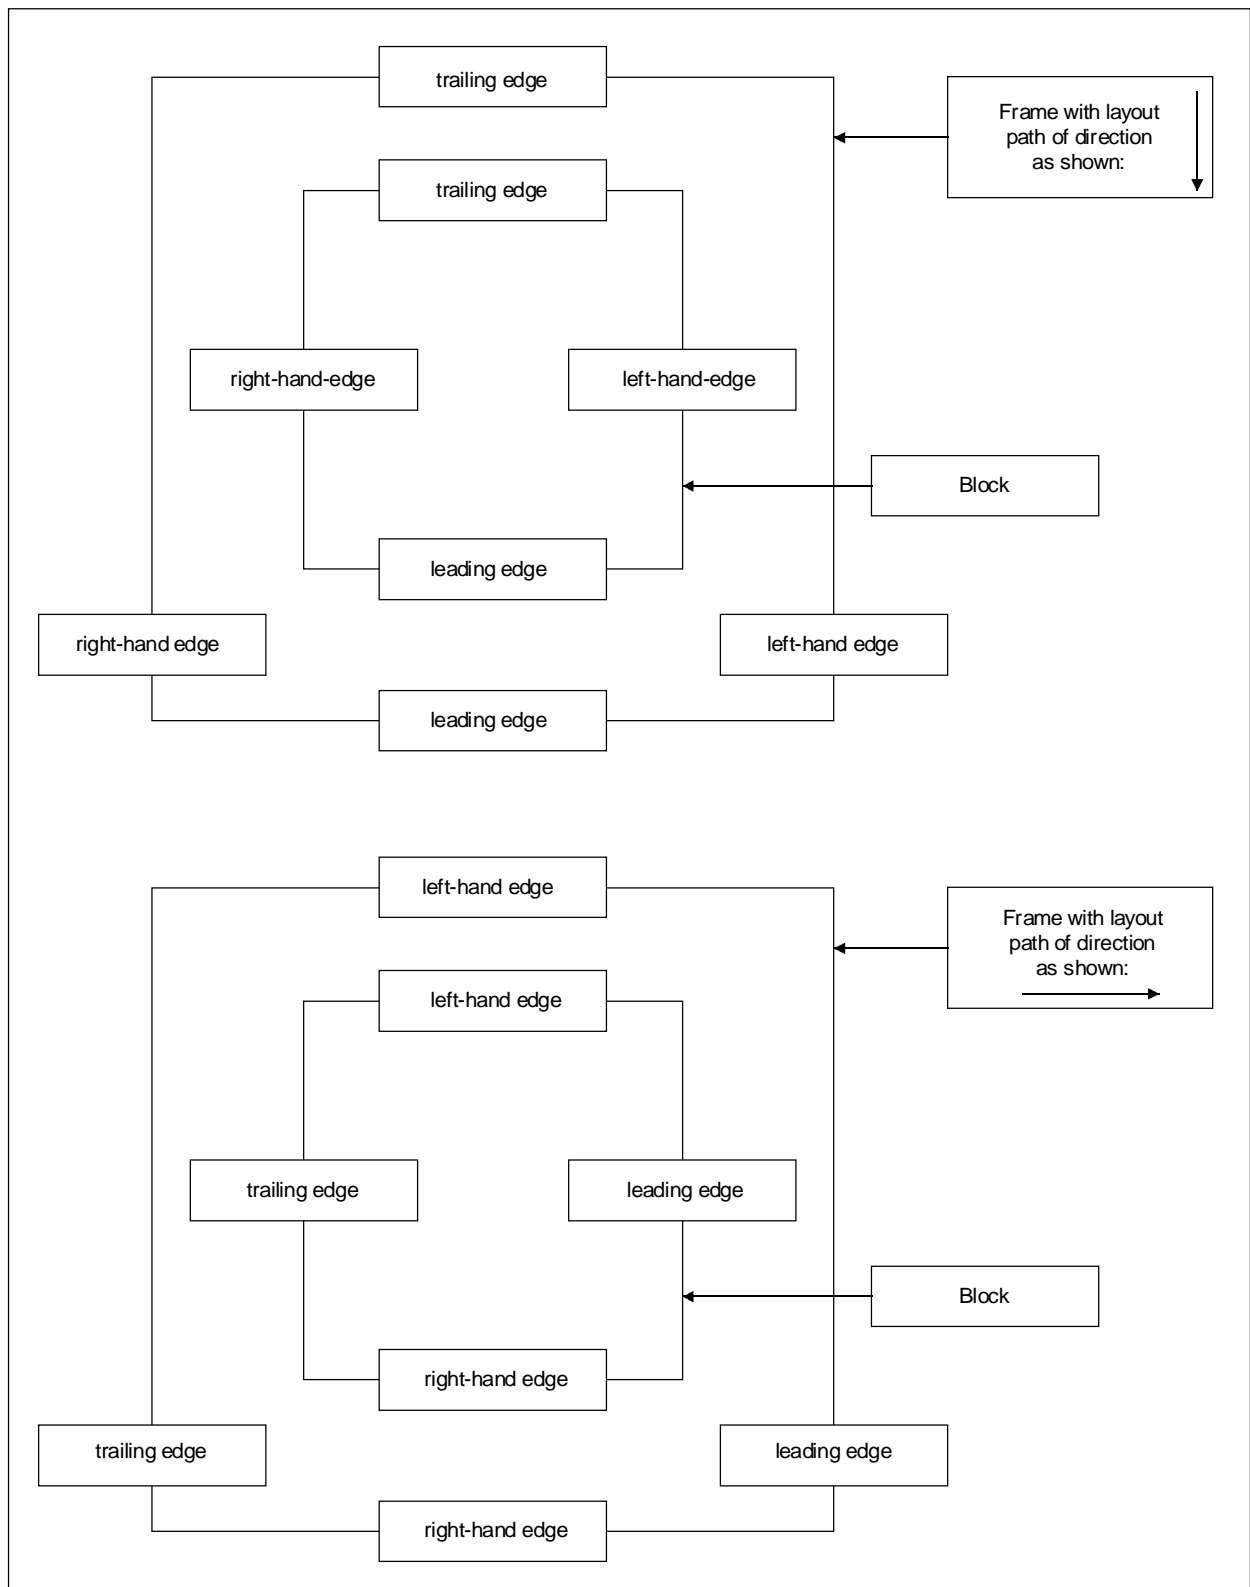 trailing edge
Frame with layout
path of direction
as shown:
trailing edge
right-hand-edge
left-hand-edge
Block
leading edge
right-hand edge
left-hand edge
leading edge
left-hand edge
Frame with layout
path of direction
as shown:
left-hand edge
trailing edge
leading edge
Block
right-hand edge
trailing edge
leading edge
right-hand edge